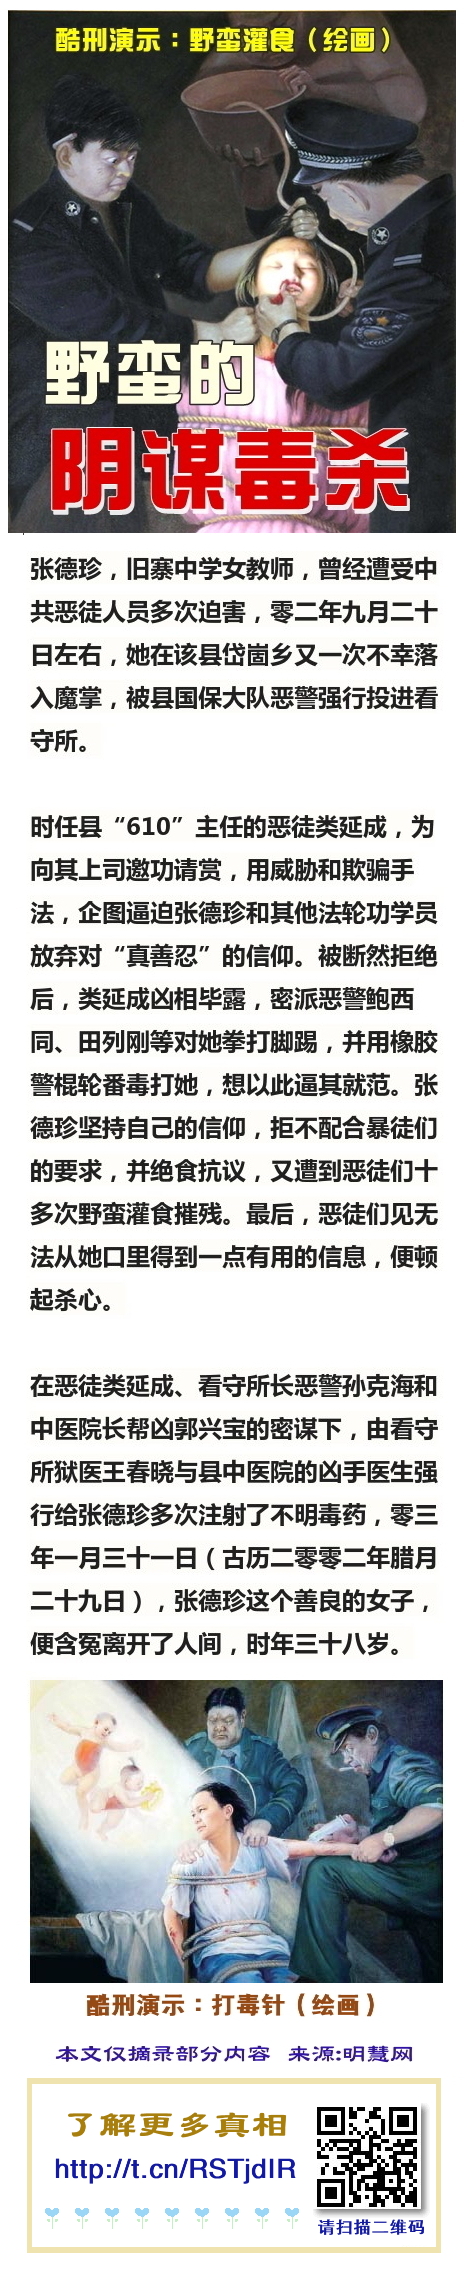 酷刑演示：野蛮灌食（绘画）
野蛮的
阴谋毒杀
张德珍，旧寨中学女教师，曾经遭受中
共恶徒人员多次迫害，零二年九月二十
日左右，她在该县岱崮乡又一次不幸落
入魔掌，被县国保大队恶警强行投进看
守所。
时任县“610”主任的恶徒类延成，为
向其上司邀功请赏，用威胁和欺骗手
法，企图逼迫张德珍和其他法轮功学员
放弃对“真善忍”的信仰。被断然拒绝
后，类延成凶相毕露，密派恶警鲍西
同、田列刚等对她拳打脚踢，并用橡胶
警棍轮番毒打她，想以此逼其就范。张
德珍坚持自己的信仰，拒不配合暴徒们
的要求，并绝食抗议，又遭到恶徒们十
多次野蛮灌食摧残。最后，恶徒们见无
法从她口里得到一点有用的信息，便顿
起杀心。
在恶徒类延成、看守所长恶警孙克海和
中医院长帮凶郭兴宝的密谋下，由看守
所狱医王春晓与县中医院的凶手医生强
行给张德珍多次注射了不明毒药，零三
年一月三十一日（古历二零零二年腊月
二十九日），张德珍这个善良的女子，
便含冤离开了人间，时年三十八岁。
酷刑演示：打毒针（绘画）
本文仅摘录部分内容 来源:明慧网
了解更多真相
http://t.cn/RSTjdIR
请扫描二维码